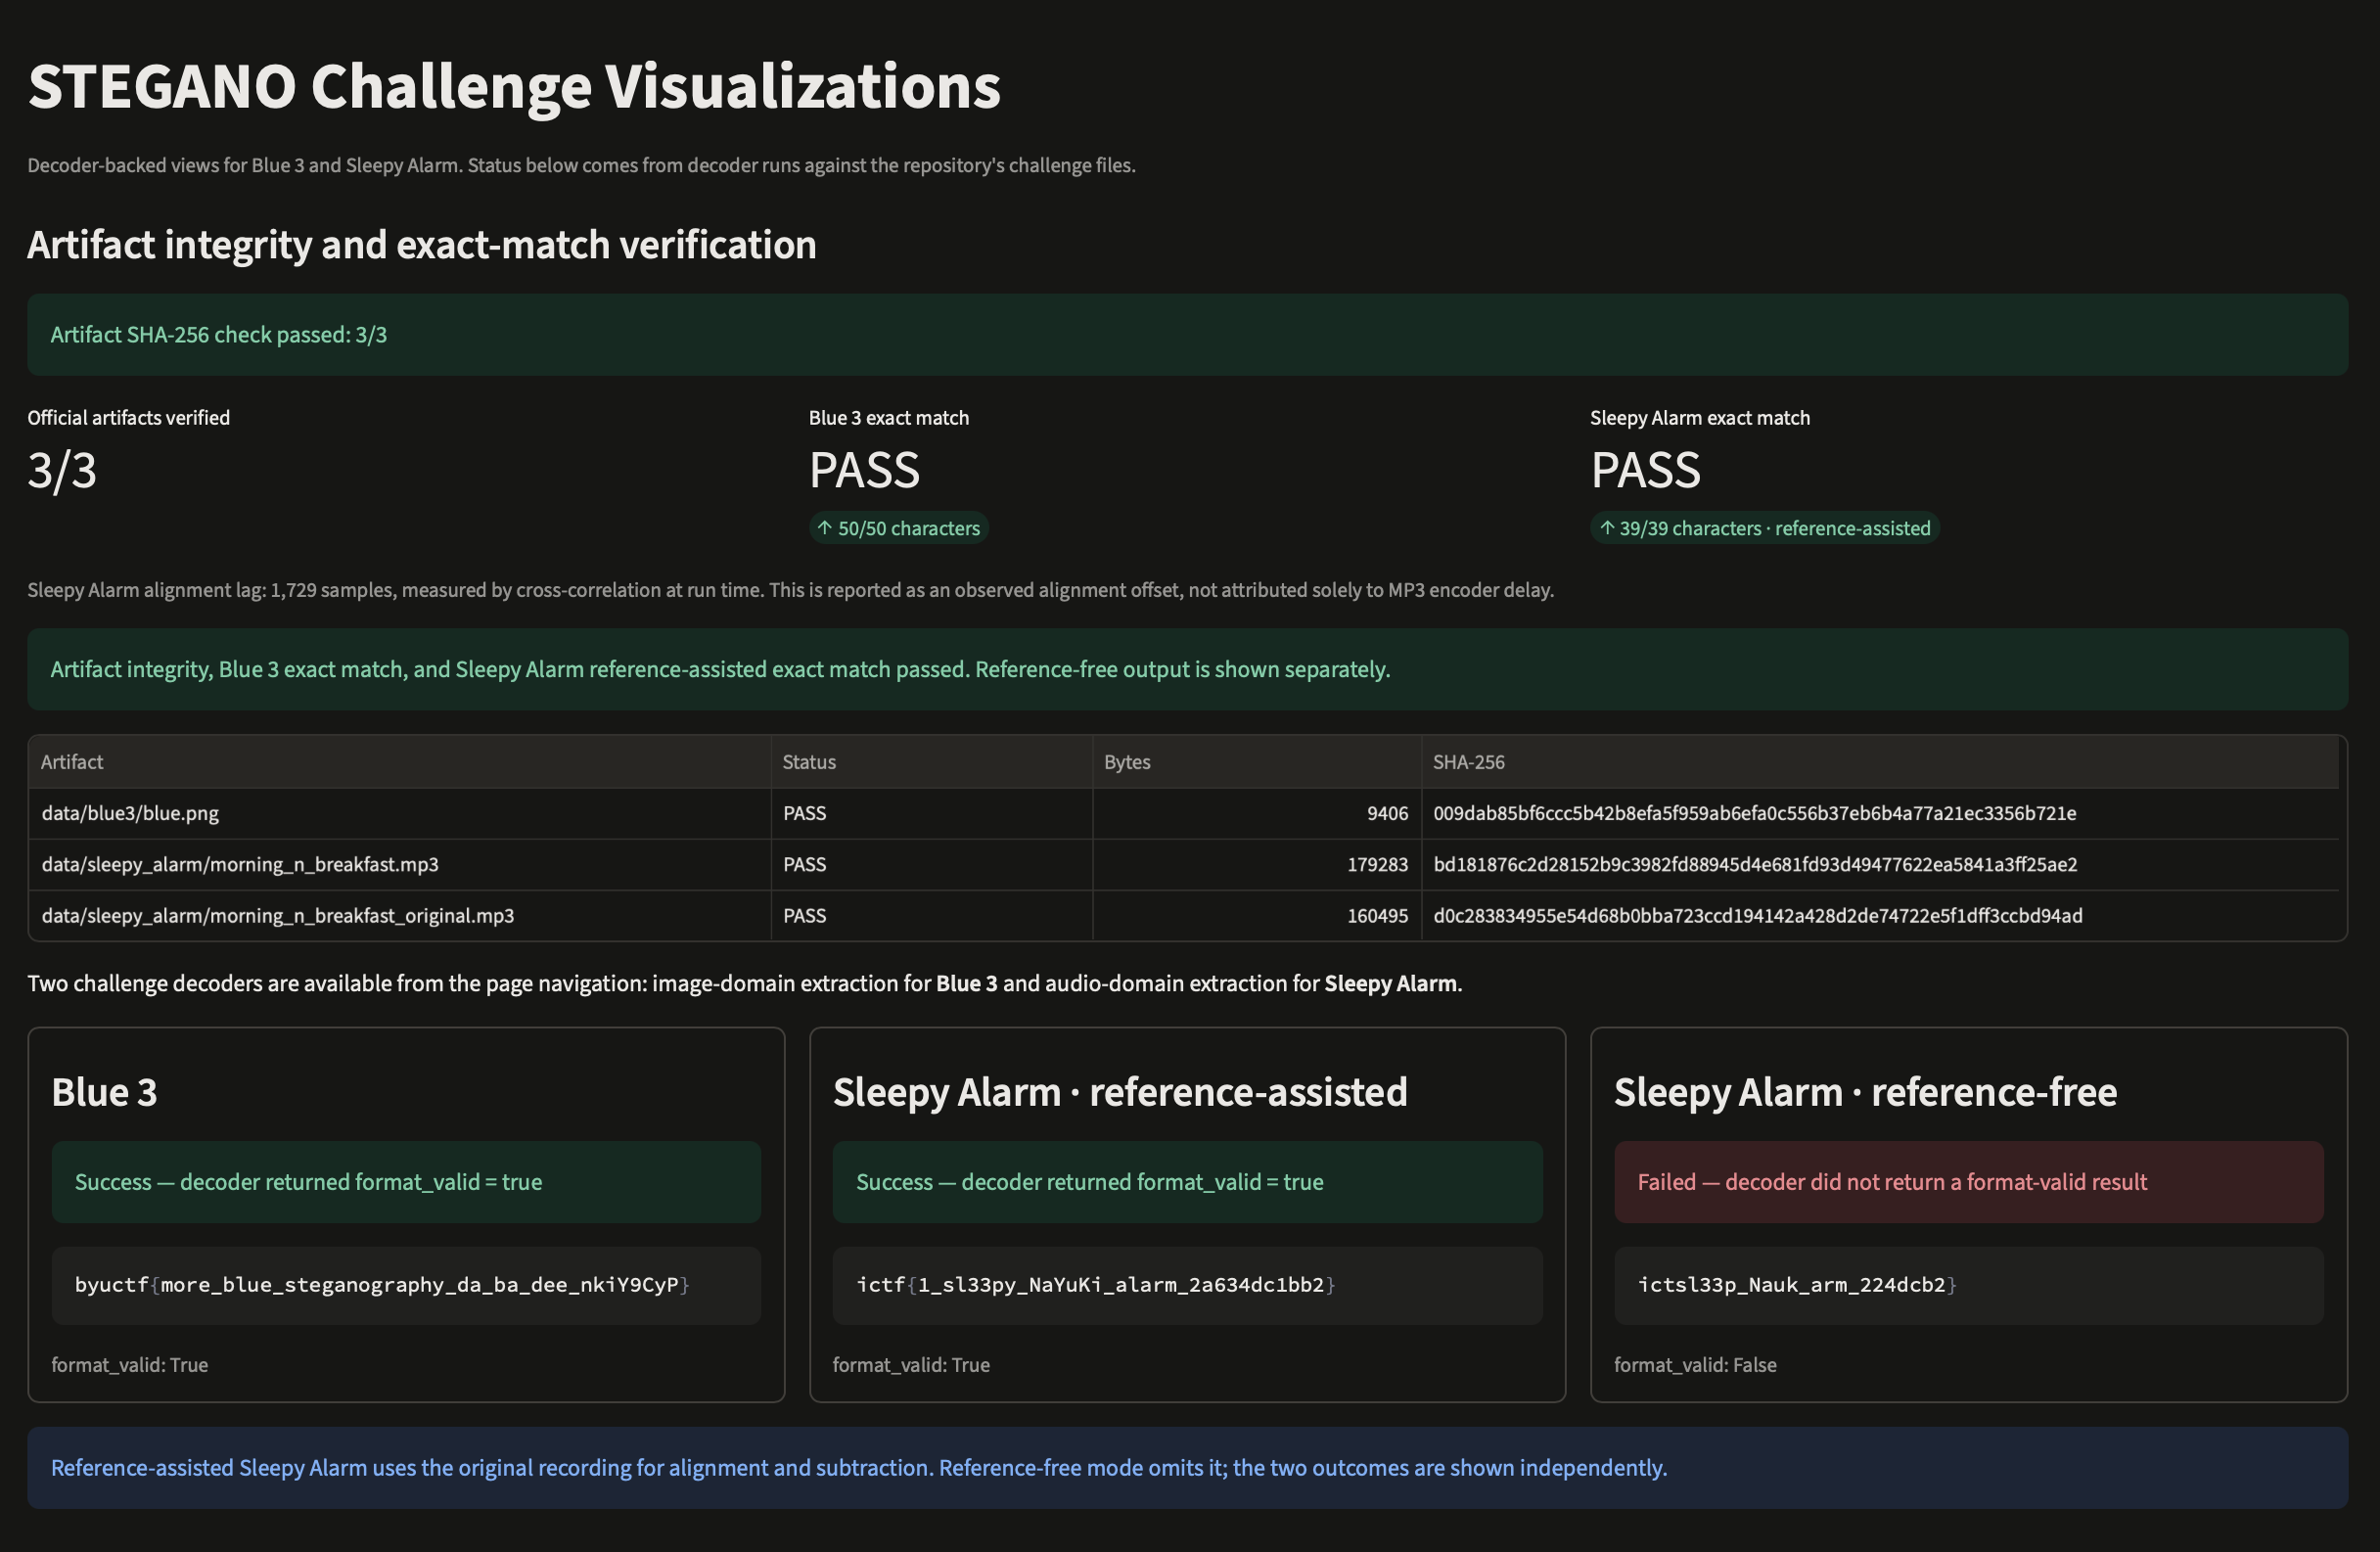 STEGANO Challenge Visualizations
Decoder-backed views for Blue 3 and Sleepy Alarm. Status below comes from decoder runs against the repository's challenge files.
Artifact integrity and exact-match verification
Artifact SHA-256 check passed: 3/3
Official artifacts verified
3/3
Blue 3 exact match
PASS
↑ 50/50 characters
Sleepy Alarm exact match
PASS
↑ 39/39 characters · reference-assisted
Sleepy Alarm alignment lag: 1,729 samples, measured by cross-correlation at run time. This is reported as an observed alignment offset, not attributed solely to MP3 encoder delay.
Artifact integrity, Blue 3 exact match, and Sleepy Alarm reference-assisted exact match passed. Reference-free output is shown separately.
Artifact Status Bytes SHA-256
data/blue3/blue.png PASS 9406 009dab85bf6ccc5b42b8efa5f959ab6efa0c556b37eb6b4a77a21ec3356b721e
data/sleepy_alarm/morning_n_breakfast.mp3 PASS 179283 bd181876c2d28152b9c3982fd88945d4e681fd93d49477622ea5841a3ff25ae2
data/sleepy_alarm/morning_n_breakfast_original.mp3 PASS 160495 d0c283834955e54d68b0bba723ccd194142a428d2de74722e5f1dff3ccbd94ad
Two challenge decoders are available from the page navigation: image-domain extraction for Blue 3 and audio-domain extraction for Sleepy Alarm.
Blue 3
Success — decoder returned format_valid = true
byuctf{more_blue_steganography_da_ba_dee_nkiY9CyP}
format_valid: True
Sleepy Alarm · reference-assisted
Success — decoder returned format_valid = true
ictf{1_sl33py_NaYuKi_alarm_2a634dc1bb2}
format_valid: True
Sleepy Alarm · reference-free
Failed — decoder did not return a format-valid result
ictsl33p_Nauk_arm_224dcb2}
format_valid: False
Reference-assisted Sleepy Alarm uses the original recording for alignment and subtraction. Reference-free mode omits it; the two outcomes are shown independently.